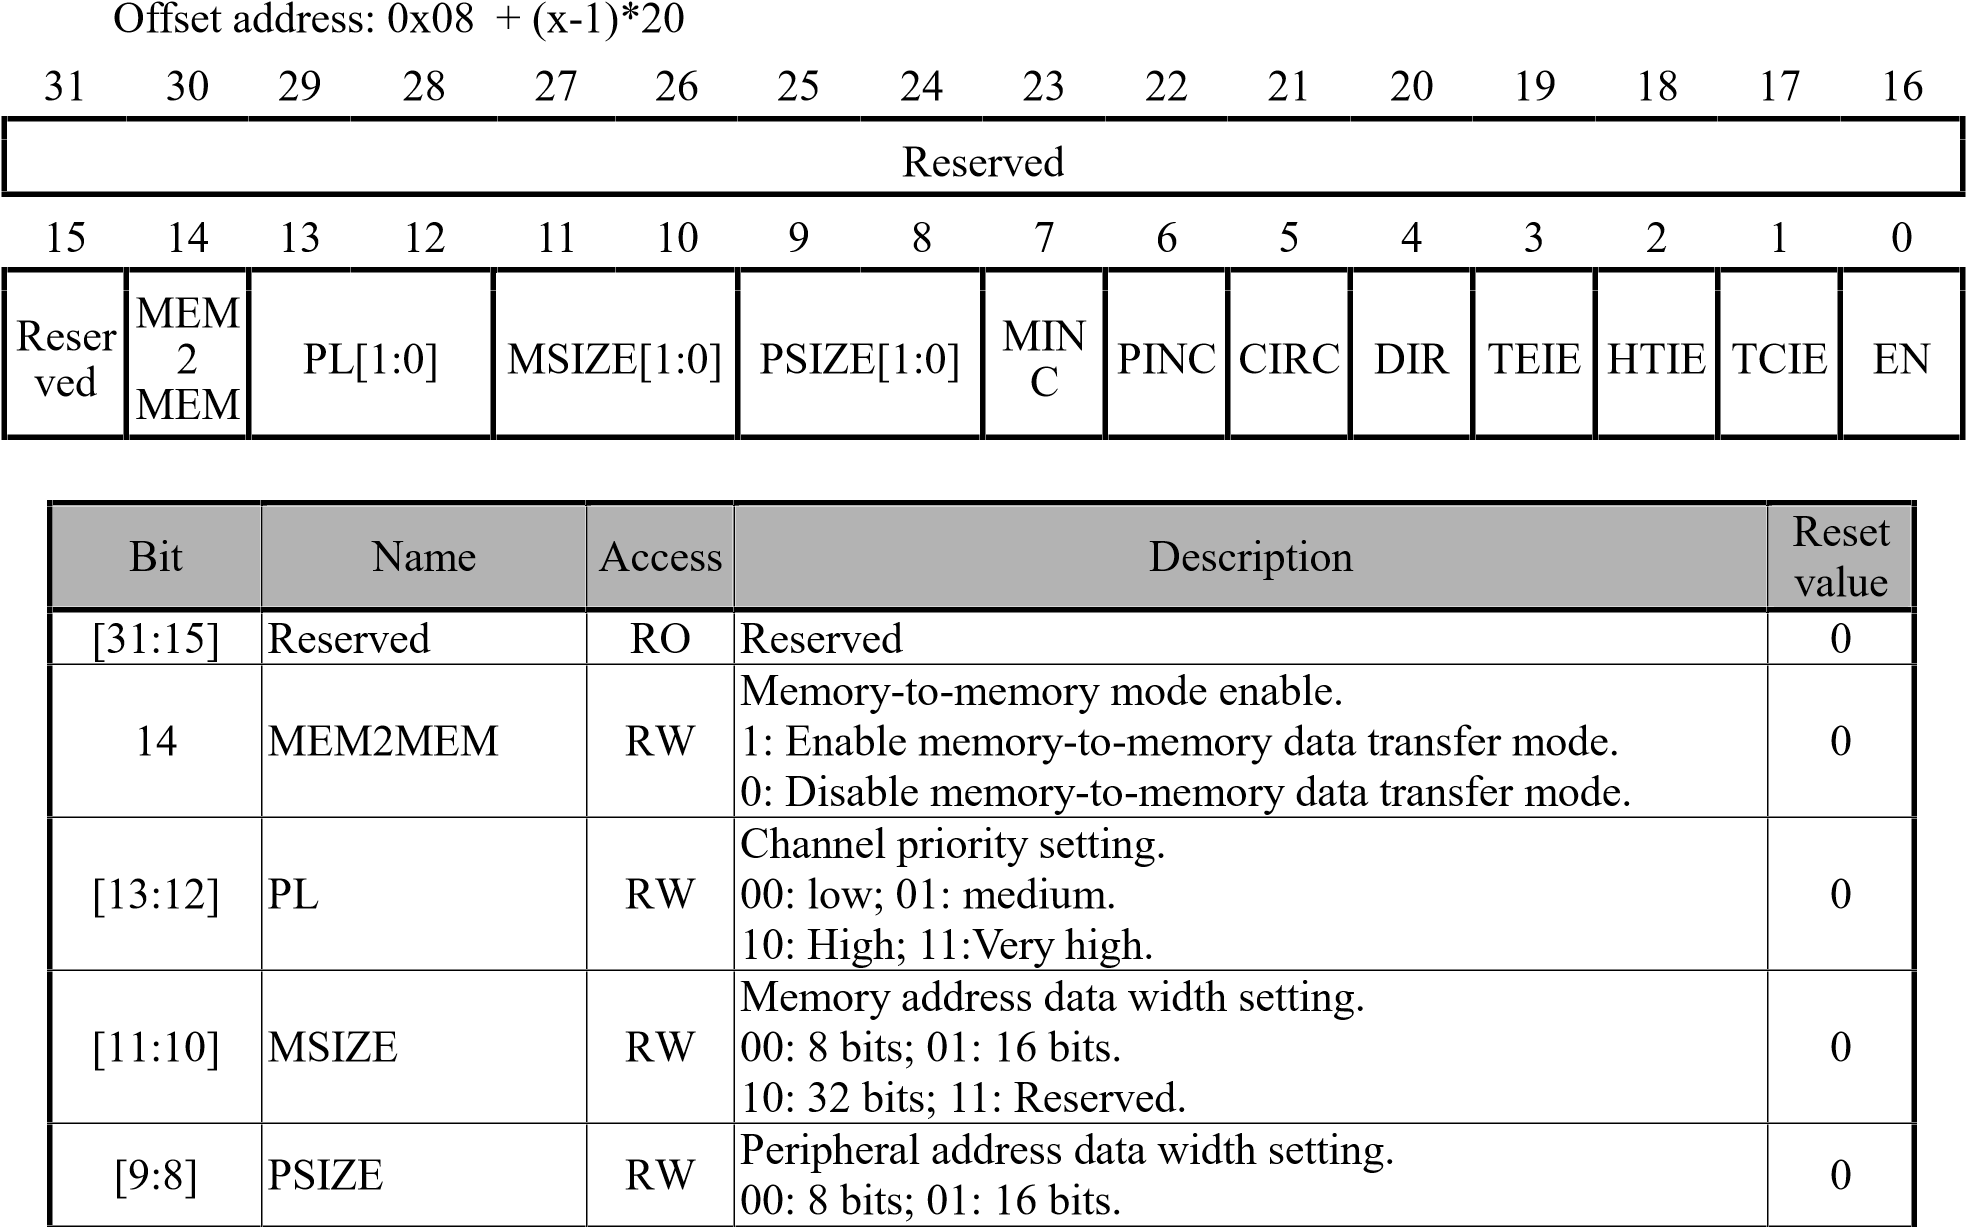 Offset address: 0x08 + (x-1)*20
31 30 29 28 27 26 25 24 23 22 21 20 19 18 17 16
Reserved
15 14 13 12 11 10 9 8 7 6 5 4 3 2 1 0
Reser
ved
MEM
2
MEM
PL[1:0]
MSIZE[1:0]
PSIZE[1:0]
MIN
C
PINC
CIRC
DIR
TEIE
HTIE
TCIE
EN
Bit Name Access Description Reset
value
[31:15] Reserved RO Reserved 0
14 MEM2MEM RW Memory-to-memory mode enable.
1: Enable memory-to-memory data transfer mode.
0: Disable memory-to-memory data transfer mode.
0
[13:12] PL RW Channel priority setting.
00: low; 01: medium.
10: High; 11:Very high.
0
[11:10] MSIZE RW Memory address data width setting.
00: 8 bits; 01: 16 bits.
10: 32 bits; 11: Reserved.
0
[9:8] PSIZE RW Peripheral address data width setting.
00: 8 bits; 01: 16 bits.
0